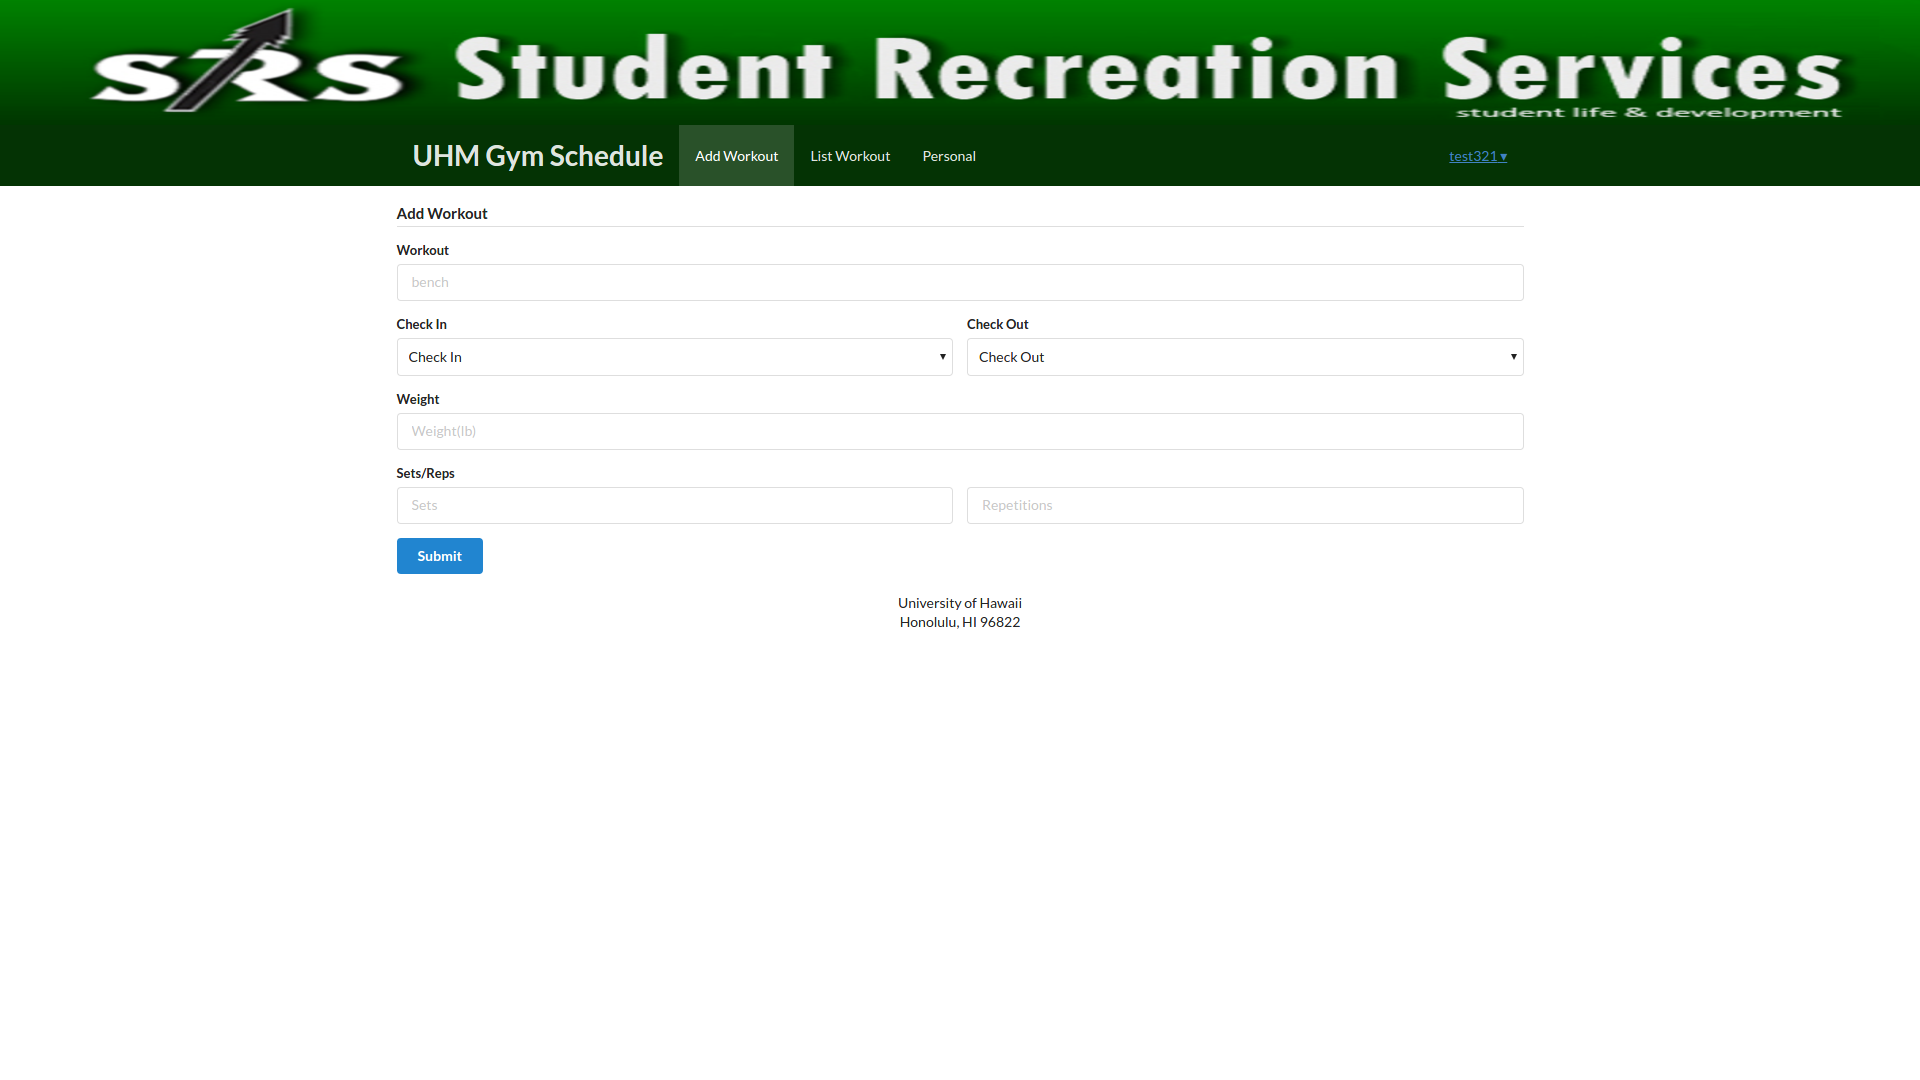 SRS Student Recreation Services
student life & development
UHM Gym Schedule Add Workout List Workout Personal test321▾
Add Workout
Workout
bench
Check In Check Out
Check In Check Out
Weight
Weight(lb)
Sets/Reps
Sets Repetitions
Submit
University of Hawaii
Honolulu, HI 96822